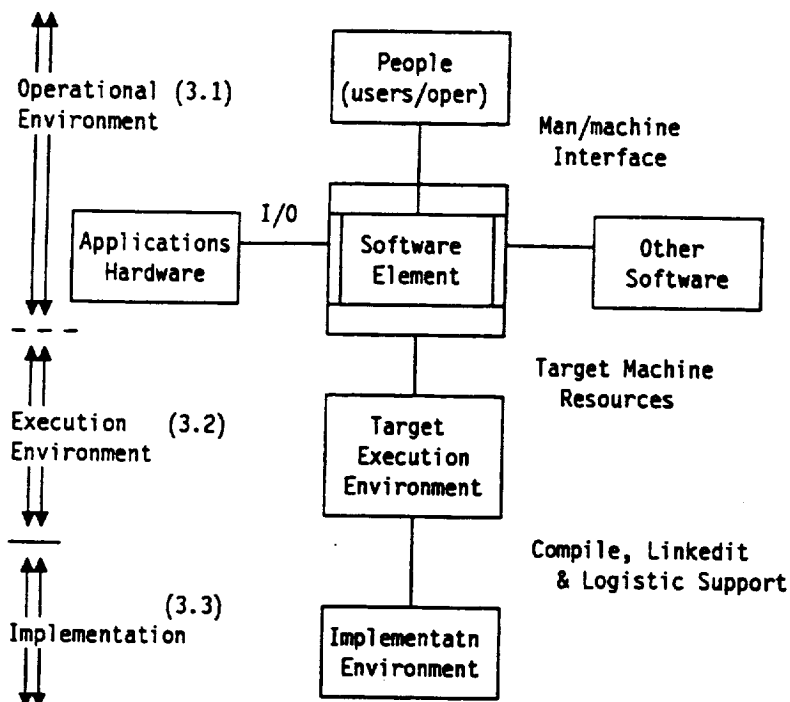 People
(users/oper)
Operational (3.1)
Environment
Man/machine
Interface
I/O
Applications
Hardware
Software
Element
Other
Software
Target Machine
Resources
Execution (3.2)
Environment
Target
Execution
Environment
Compile, Linkedit
& Logistic Support
(3.3)
Implementation
Implementatn
Environment